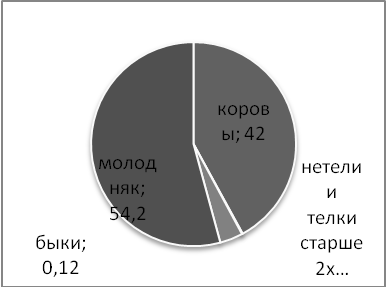 коров
ы; 42
нетели
и
телки
старше
2х...
молод
няк;
54,2
быки;
0,12